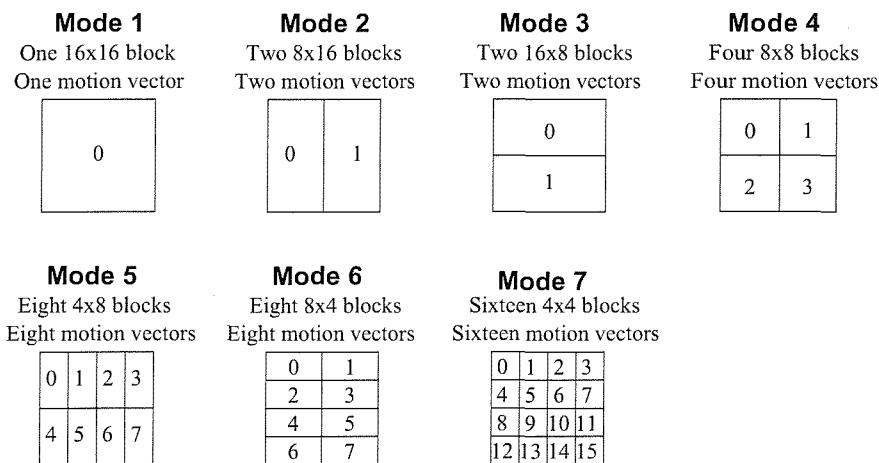 Mode 1
One 16x16 block
One motion vector
0
Mode 2
Two 8x16 blocks
Two motion vectors
0 1
Mode 3
Two 16x8 blocks
Two motion vectors
0
1
Mode 4
Four 8x8 blocks
Four motion vectors
0 1
2 3
Mode 5
Eight 4x8 blocks
Eight motion vectors
0 1 2 3
4 5 6 7
Mode 6
Eight 8x4 blocks
Eight motion vectors
0 1
2 3
4 5
6 7
Mode 7
Sixteen 4x4 blocks
Sixteen motion vectors
0 1 2 3
4 5 6 7
8 9 10 11
12 13 14 15